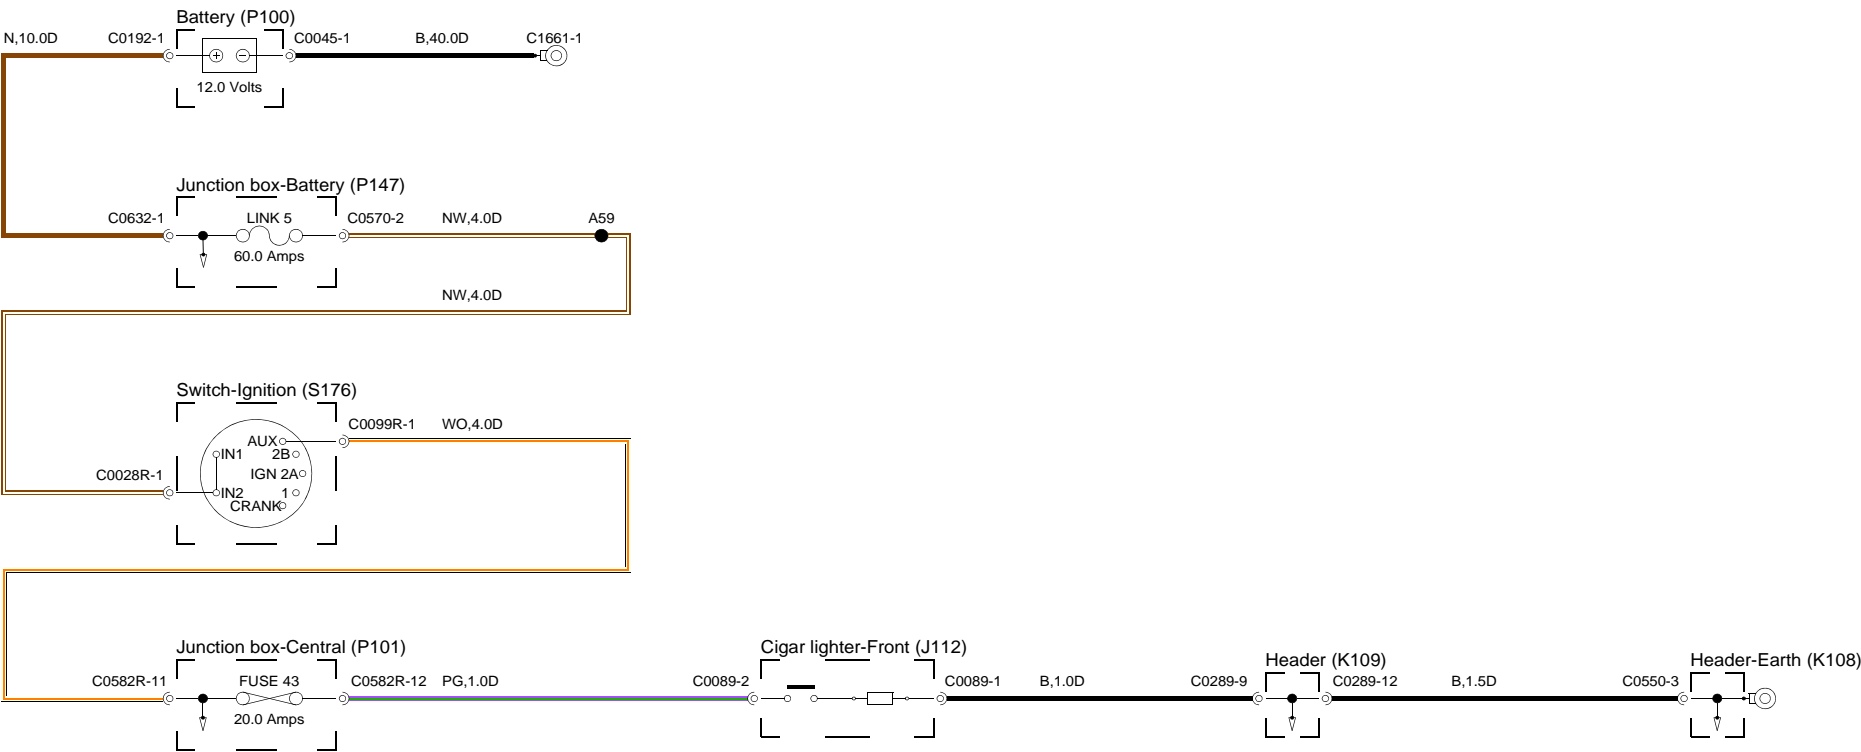 Battery (P100)
N,10.0D C0192-1 C0045-1 B,40.0D C1661-1
12.0 Volts
Junction box-Battery (P147)
C0632-1 LINK 5 C0570-2 NW,4.0D A59
60.0 Amps
NW,4.0D
Switch-Ignition (S176)
C0099R-1 WO,4.0D
AUX
IN1 2B
C0028R-1 IGN 2A
IN2 1
CRANK
Junction box-Central (P101) Cigar lighter-Front (J112)
Header (K109) Header-Earth (K108)
C0582R-11 FUSE 43 C0582R-12 PG,1.0D C0089-2 C0089-1 B,1.0D C0289-9 C0289-12 B,1.5D C0550-3
20.0 Amps